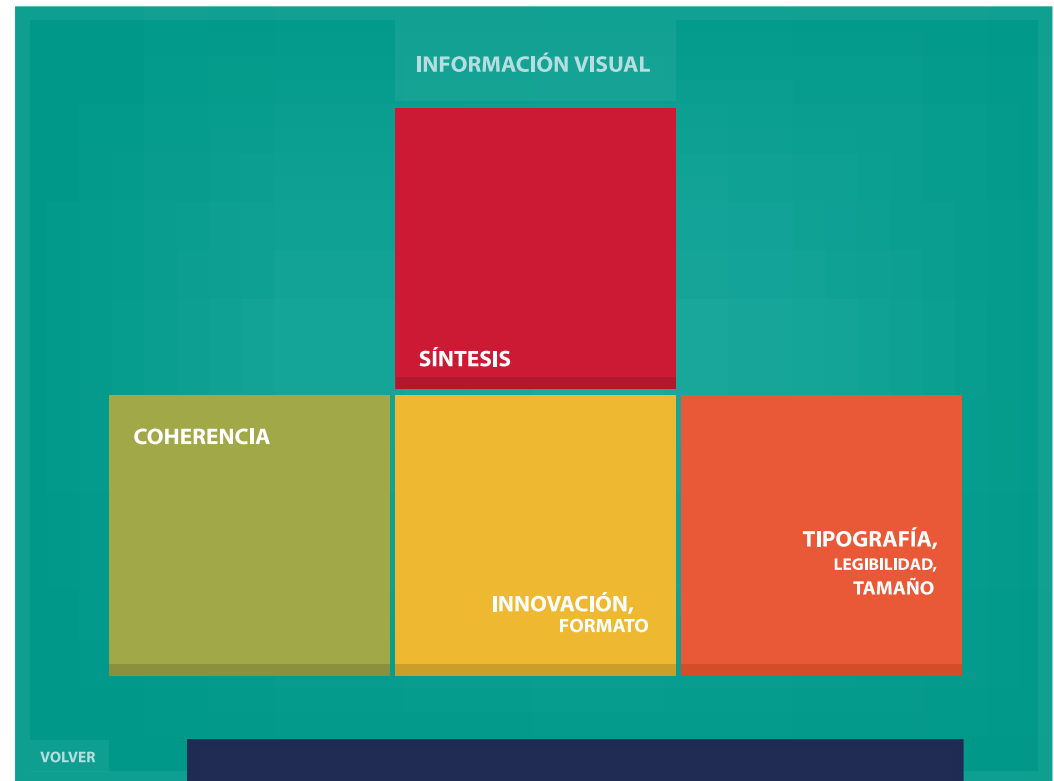 INFORMACIÓN VISUAL
SÍNTESIS
COHERENCIA
INNOVACIÓN,
FORMATO
TIPOGRAFÍA,
LEGIBILIDAD,
TAMAÑO
VOLVER